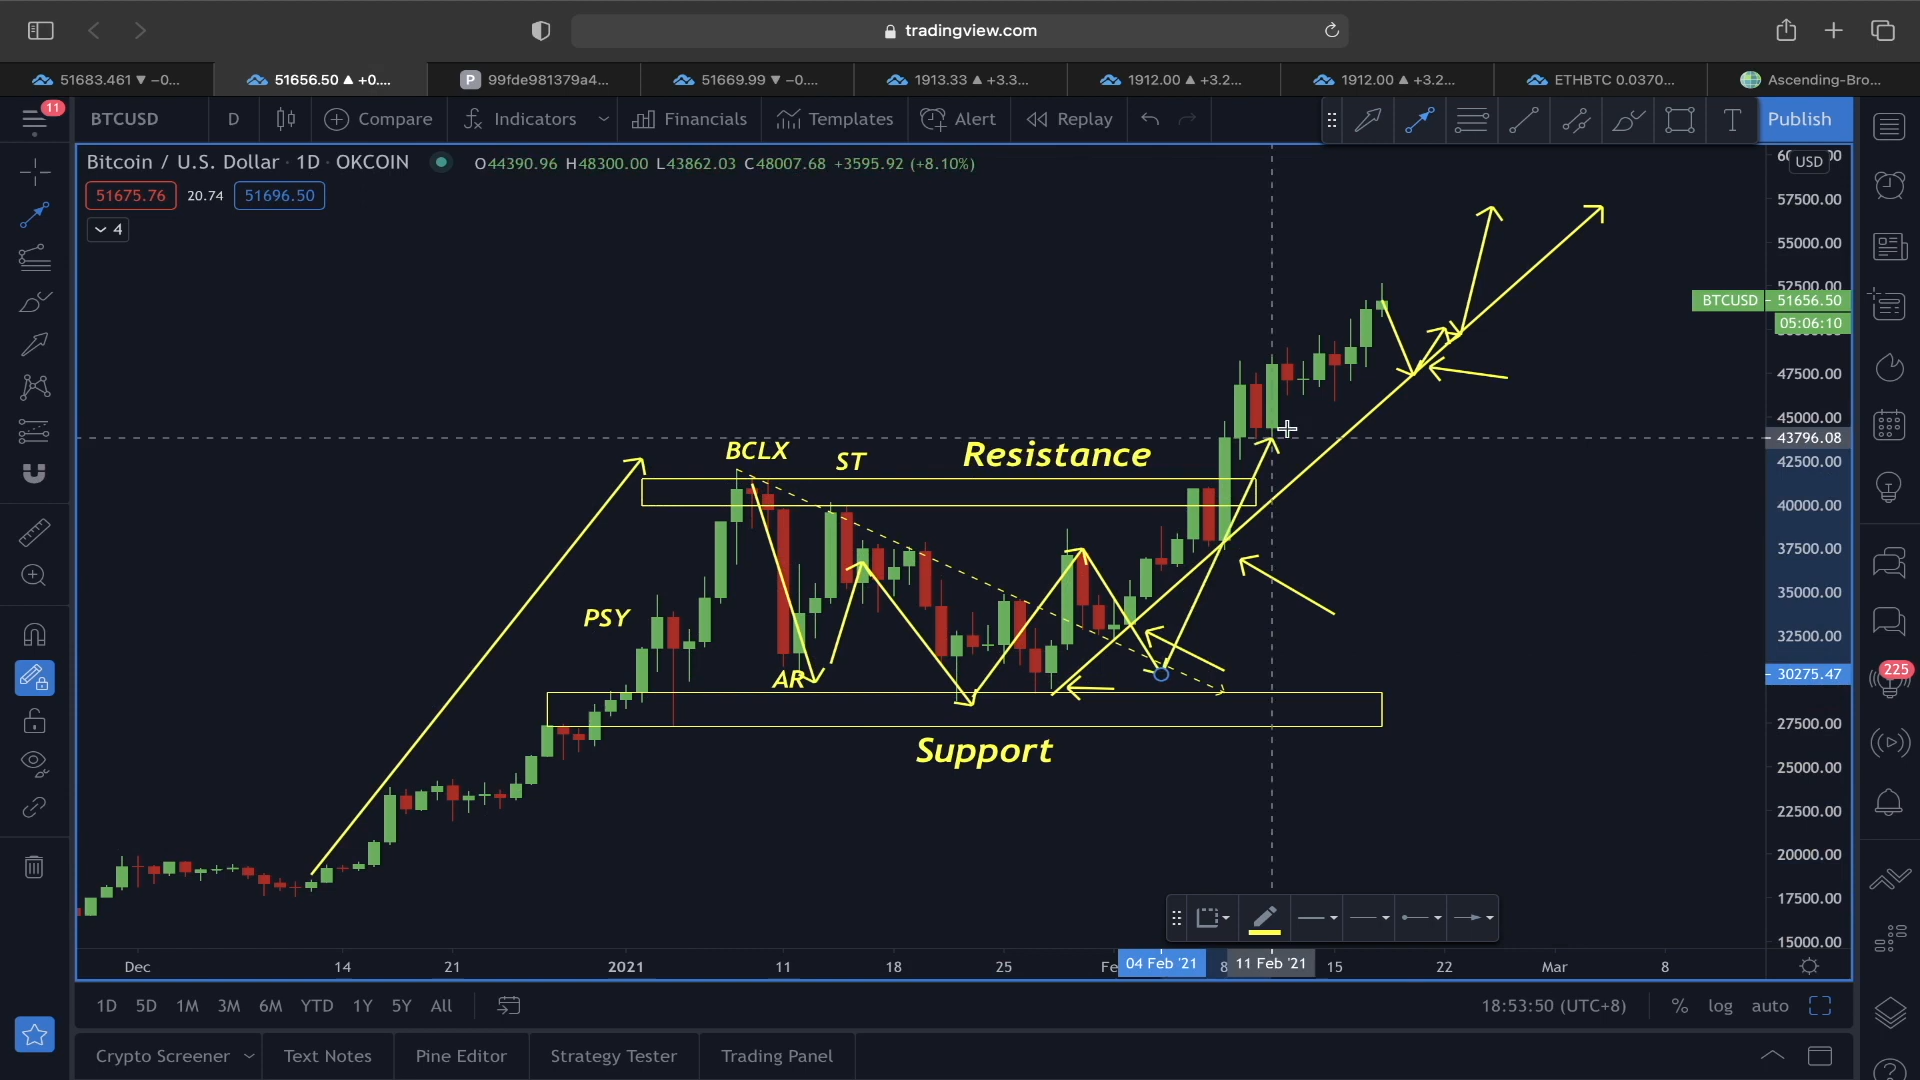 tradingview.com
51683.461 ▼ −0....
51656.50 ▲ +0....
P 99fde981379a4...
51669.99 ▼ −0....
1913.33 ▲ +3.3...
1912.00 ▲ +3.2...
1912.00 ▲ +3.2...
ETHBTC 0.0370...
Ascending-Bro...
11
BTCUSD
D
Compare
Indicators
Financials
Templates
Alert
Replay
T
Publish
Bitcoin / U.S. Dollar · 1D · OKCOIN
O44390.96 H48300.00 L43862.03 C48007.68 +3595.92 (+8.10%)
51675.76
20.74
51696.50
4
USD
57500.00
55000.00
52500.00
BTCUSD
51656.50
05:06:10
47500.00
45000.00
43796.08
42500.00
40000.00
37500.00
35000.00
32500.00
30275.47
27500.00
25000.00
22500.00
20000.00
17500.00
15000.00
BCLX
ST
Resistance
PSY
AR
Support
225
Dec
14
21
2021
11
18
25
Fe
04 Feb '21
8
11 Feb '21
15
22
Mar
8
1D
5D
1M
3M
6M
YTD
1Y
5Y
All
18:53:50 (UTC+8)
%
log
auto
Crypto Screener
Text Notes
Pine Editor
Strategy Tester
Trading Panel